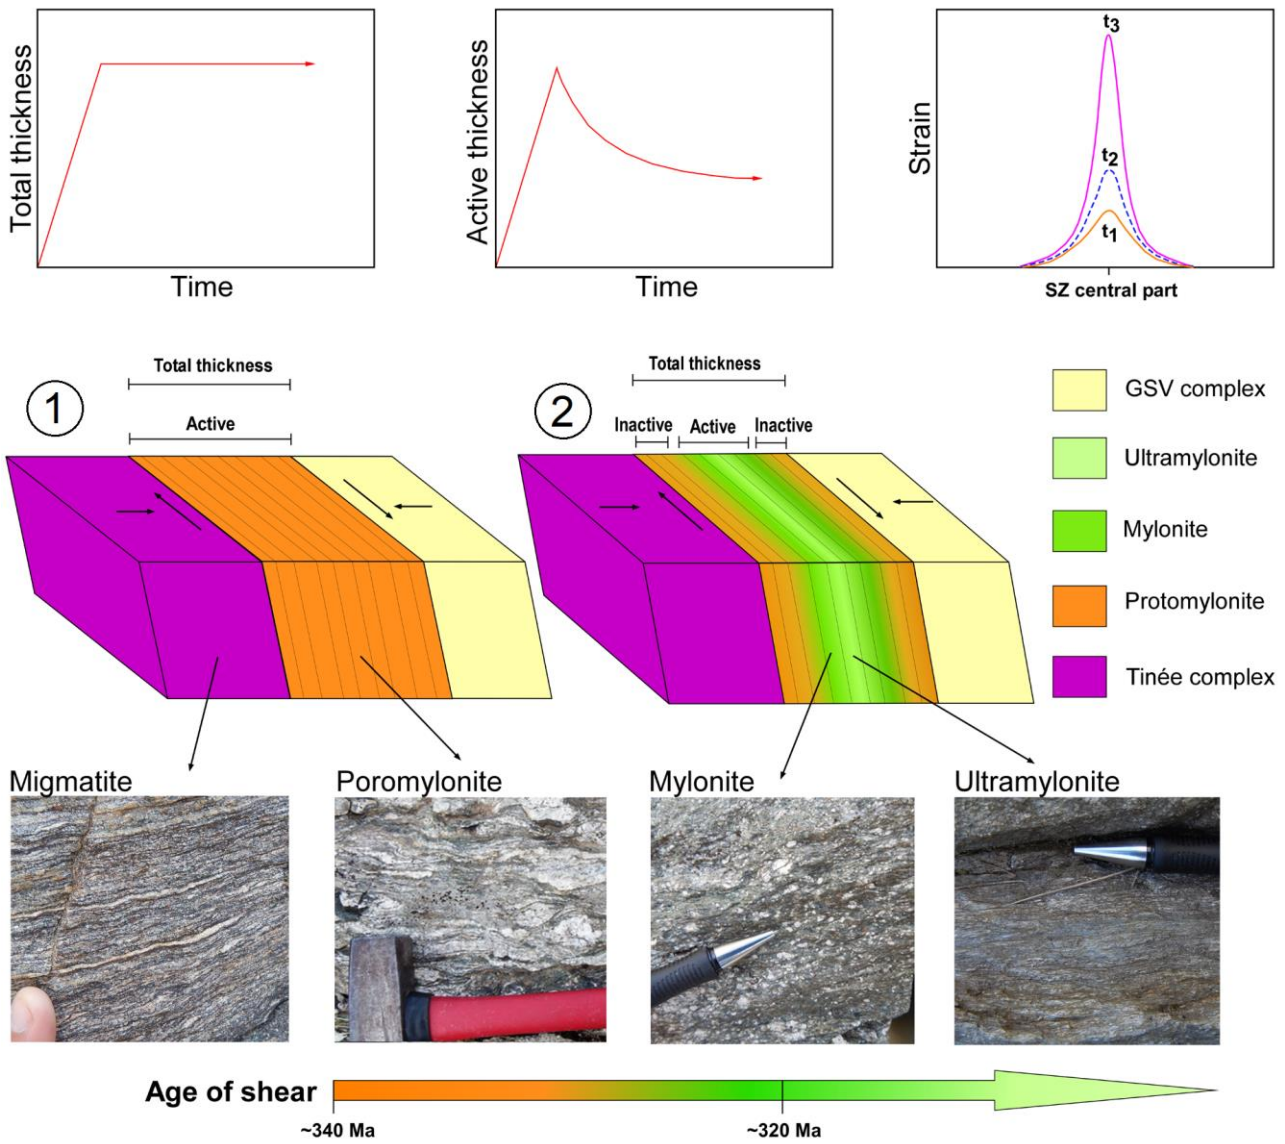 Total thickness
Time
Active thickness
Time
Strain
t3
t2
t1
SZ central part
1
Total thickness
Active
2
Total thickness
Inactive
Active
Inactive
GSV complex
Ultramylonite
Mylonite
Protomylonite
Tinée complex
Migmatite
Poromylonite
Mylonite
Ultramylonite
Age of shear
~340 Ma
~320 Ma